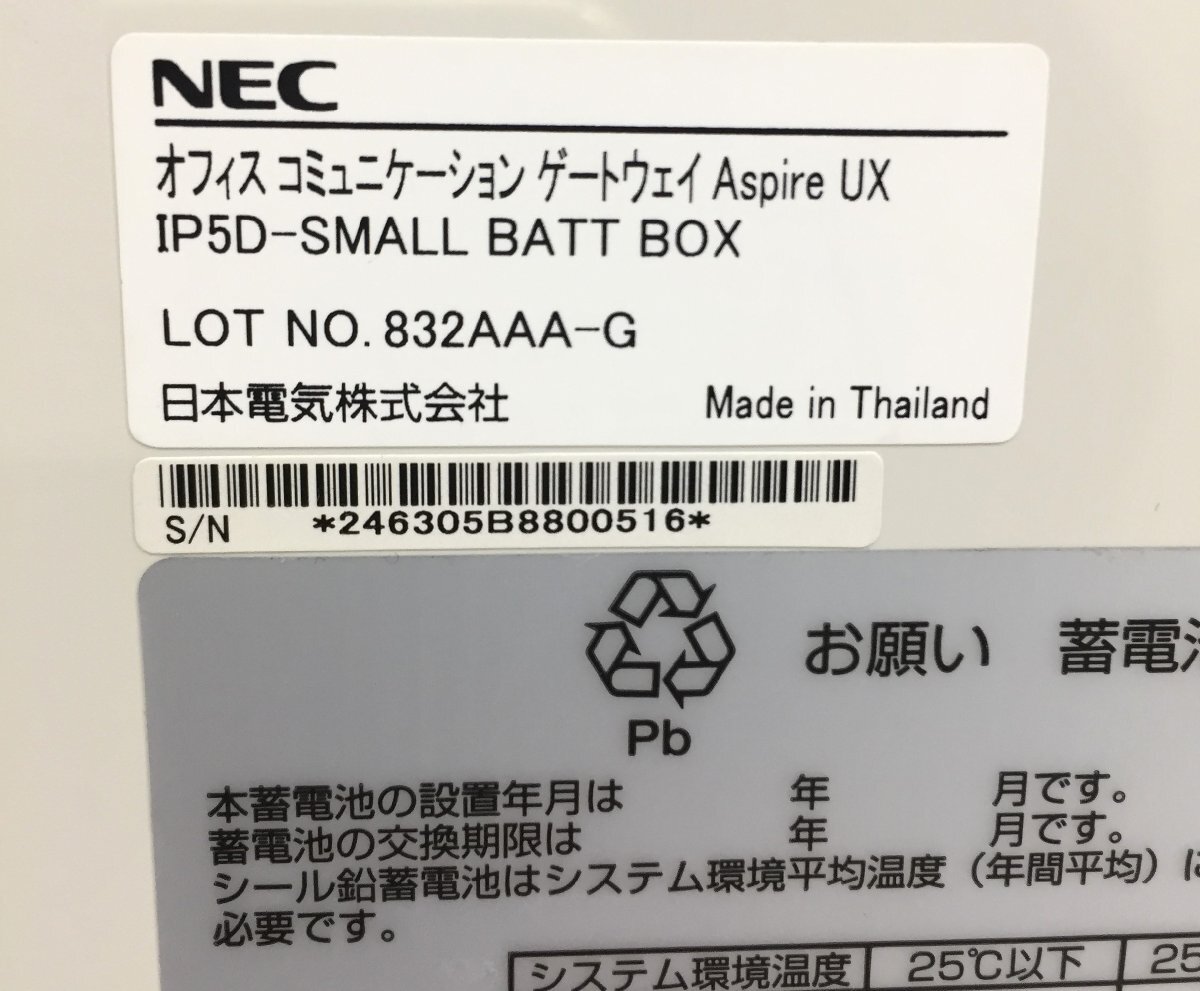 NEC
オフィス コミュニケーション ゲートウェイ Aspire UX
IP5D-SMALL BATT BOX
LOT NO. 832AAA-G
日本電気株式会社 Made in Thailand
S/N *246305B8800516*
お願い 蓄電池
Pb
本蓄電池の設置年月は 年 月です。
蓄電池の交換期限は 年 月です。
シール鉛蓄電池はシステム環境平均温度（年間平均）に
必要です。
システム環境温度 25℃以下 25